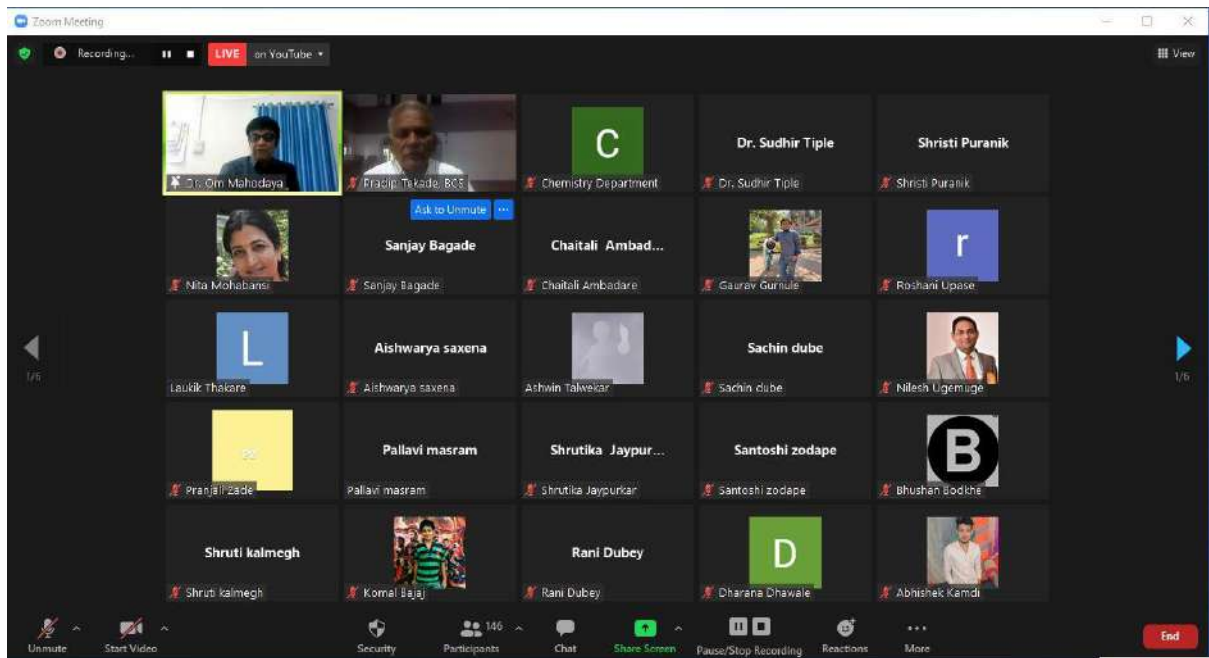 Zoom Meeting
Recording...
LIVE on YouTube
View
Dr. Om Mahodaya
Pradip Tekade, BCE
C
Chemistry Department
Dr. Sudhir Tiple
Dr. Sudhir Tiple
Shristi Puranik
Shristi Puranik
Ask to Unmute ...
Nita Mohabansi
Sanjay Bagade
Sanjay Bagade
Chaitali Ambad...
Chaitali Ambadare
Gaurav Gurnule
r
Roshani Upase
1/6
L
Laukik Thakare
Aishwarya saxena
Aishwarya saxena
Ashwin Talwekar
Sachin dube
Sachin dube
Nilesh Ugemuge
1/6
Pranjali Zade
Pallavi masram
Pallavi masram
Shrutika Jaypur...
Shrutika Jaypurkar
Santoshi zodape
Santoshi zodape
B
Bhushan Bodkhe
Shruti kalmegh
Shruti kalmegh
Komal Bajaj
Rani Dubey
Rani Dubey
D
Dharana Dhawale
Abhishek Kamdi
Unmute
Start Video
Security
146
Participants
Chat
Share Screen
Pause/Stop Recording
Reactions
More
End